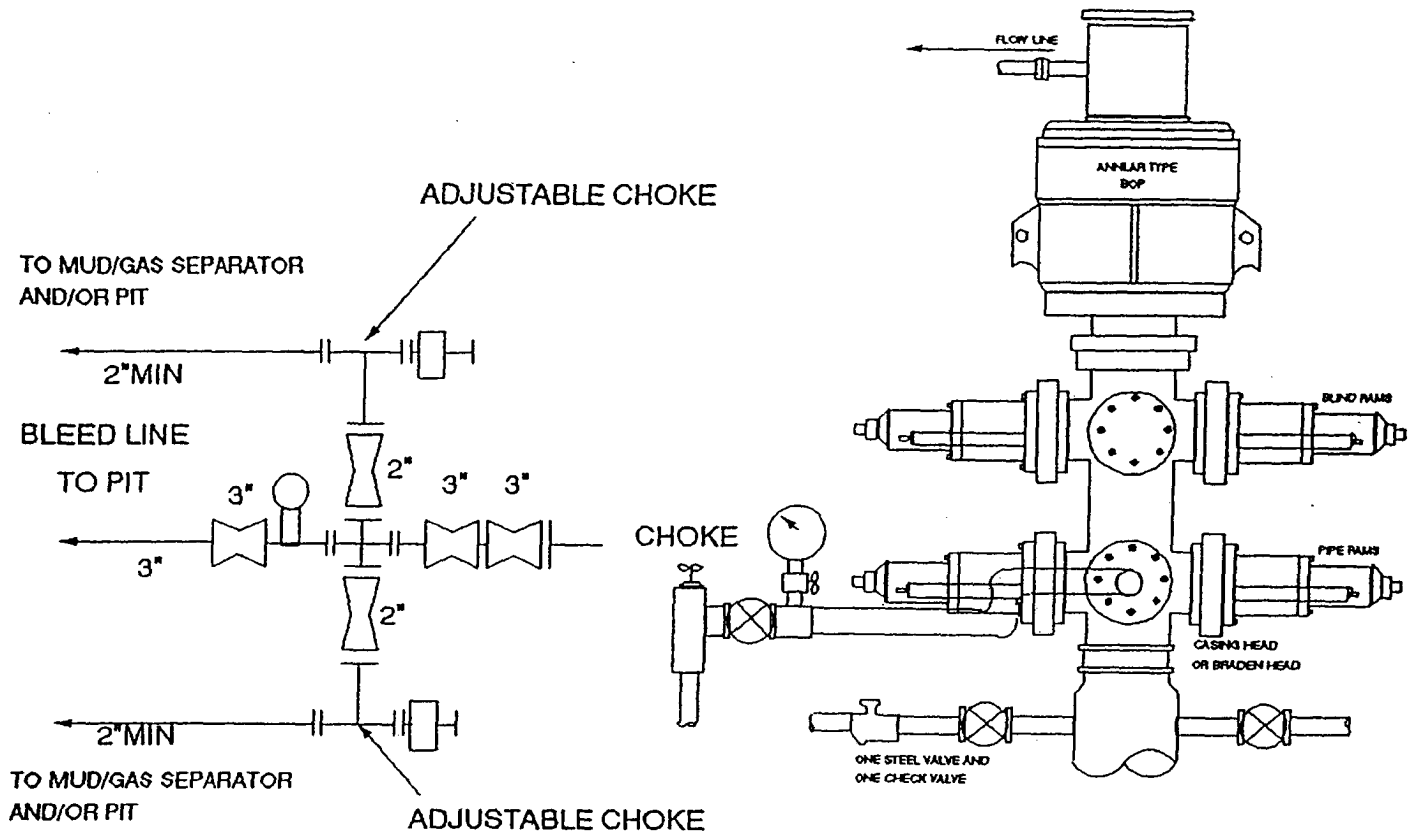 FLOW LINE
ANNLAR TYPE
BOP
ADJUSTABLE CHOKE
TO MUD/GAS SEPARATOR
AND/OR PIT
2" MIN
BLEED LINE
TO PIT
2"
3"
3"
3"
3"
2"
CHOKE
BLIND RAMS
PIPE RAMS
CASING HEAD
OR BRADEN HEAD
2" MIN
TO MUD/GAS SEPARATOR
AND/OR PIT
ADJUSTABLE CHOKE
ONE STEEL VALVE AND
ONE CHECK VALVE